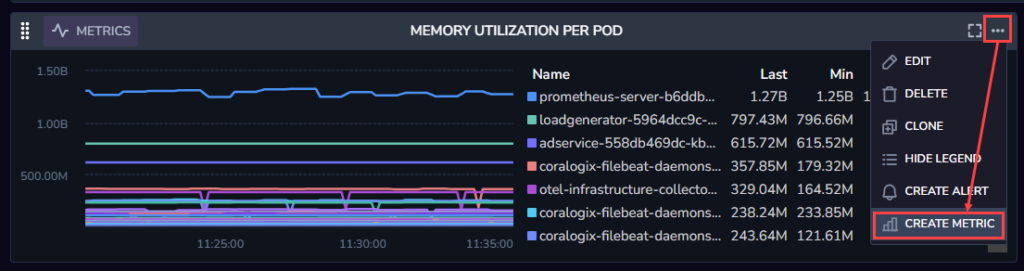 METRICS
MEMORY UTILIZATION PER POD
1.50B
1.00B
500.00M
11:25:00 11:30:00 11:35:00
Name Last Min
prometheus-server-b6ddb... 1.27B 1.25B 1
loadgenerator-5964dcc9c-... 797.43M 796.66M
adservice-558db469dc-kb... 615.72M 615.52M
coralogix-filebeat-daemons... 357.85M 179.32M
otel-infrastructure-collecto... 329.04M 164.52M
coralogix-filebeat-daemons... 238.24M 233.85M
coralogix-filebeat-daemons... 243.64M 121.61M
EDIT
DELETE
CLONE
HIDE LEGEND
CREATE ALERT
CREATE METRIC